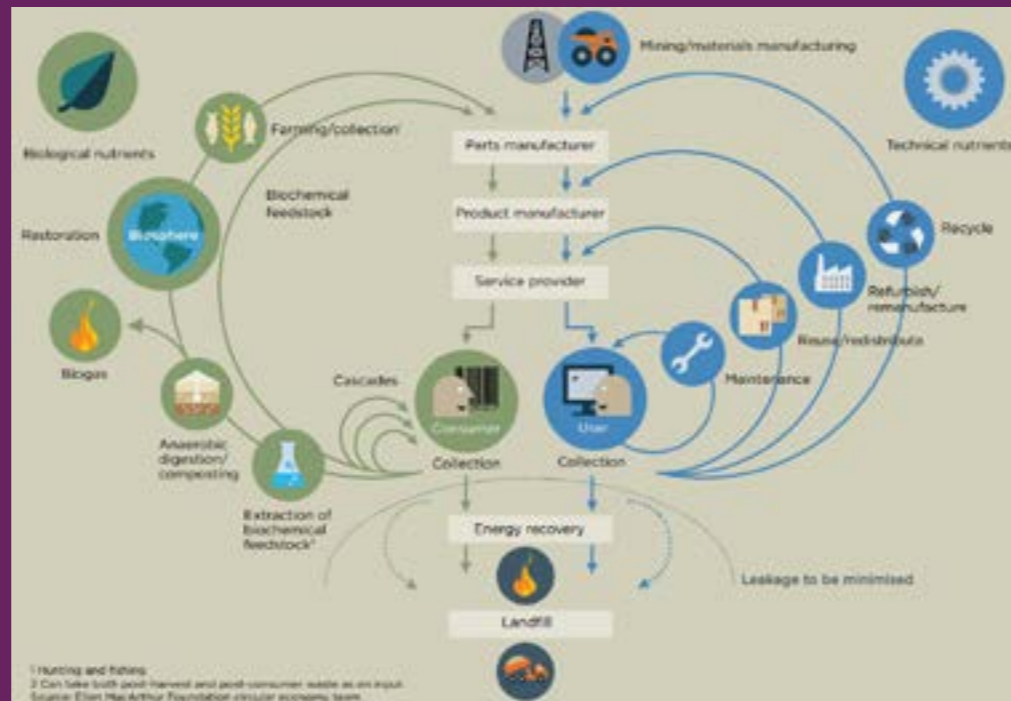 Mining/materials manufacturing
Biological nutrients
Farming/collection¹
Technical nutrients
Parts manufacturer
Biochemical
feedstock
Product manufacturer
Restoration
Biosphere
Recycle
Service provider
Refurbish/
remanufacture
Reuse/redistribute
Biogas
Cascades
Maintenance
Consumer
User
Anaerobic
digestion/
composting
Collection
Collection
Extraction of
biochemical
feedstock²
Energy recovery
Leakage to be minimised
Landfill
1 Hunting and fishing
2 Can take both post-harvest and post-consumer waste as an input
Source: Ellen MacArthur Foundation circular economy team